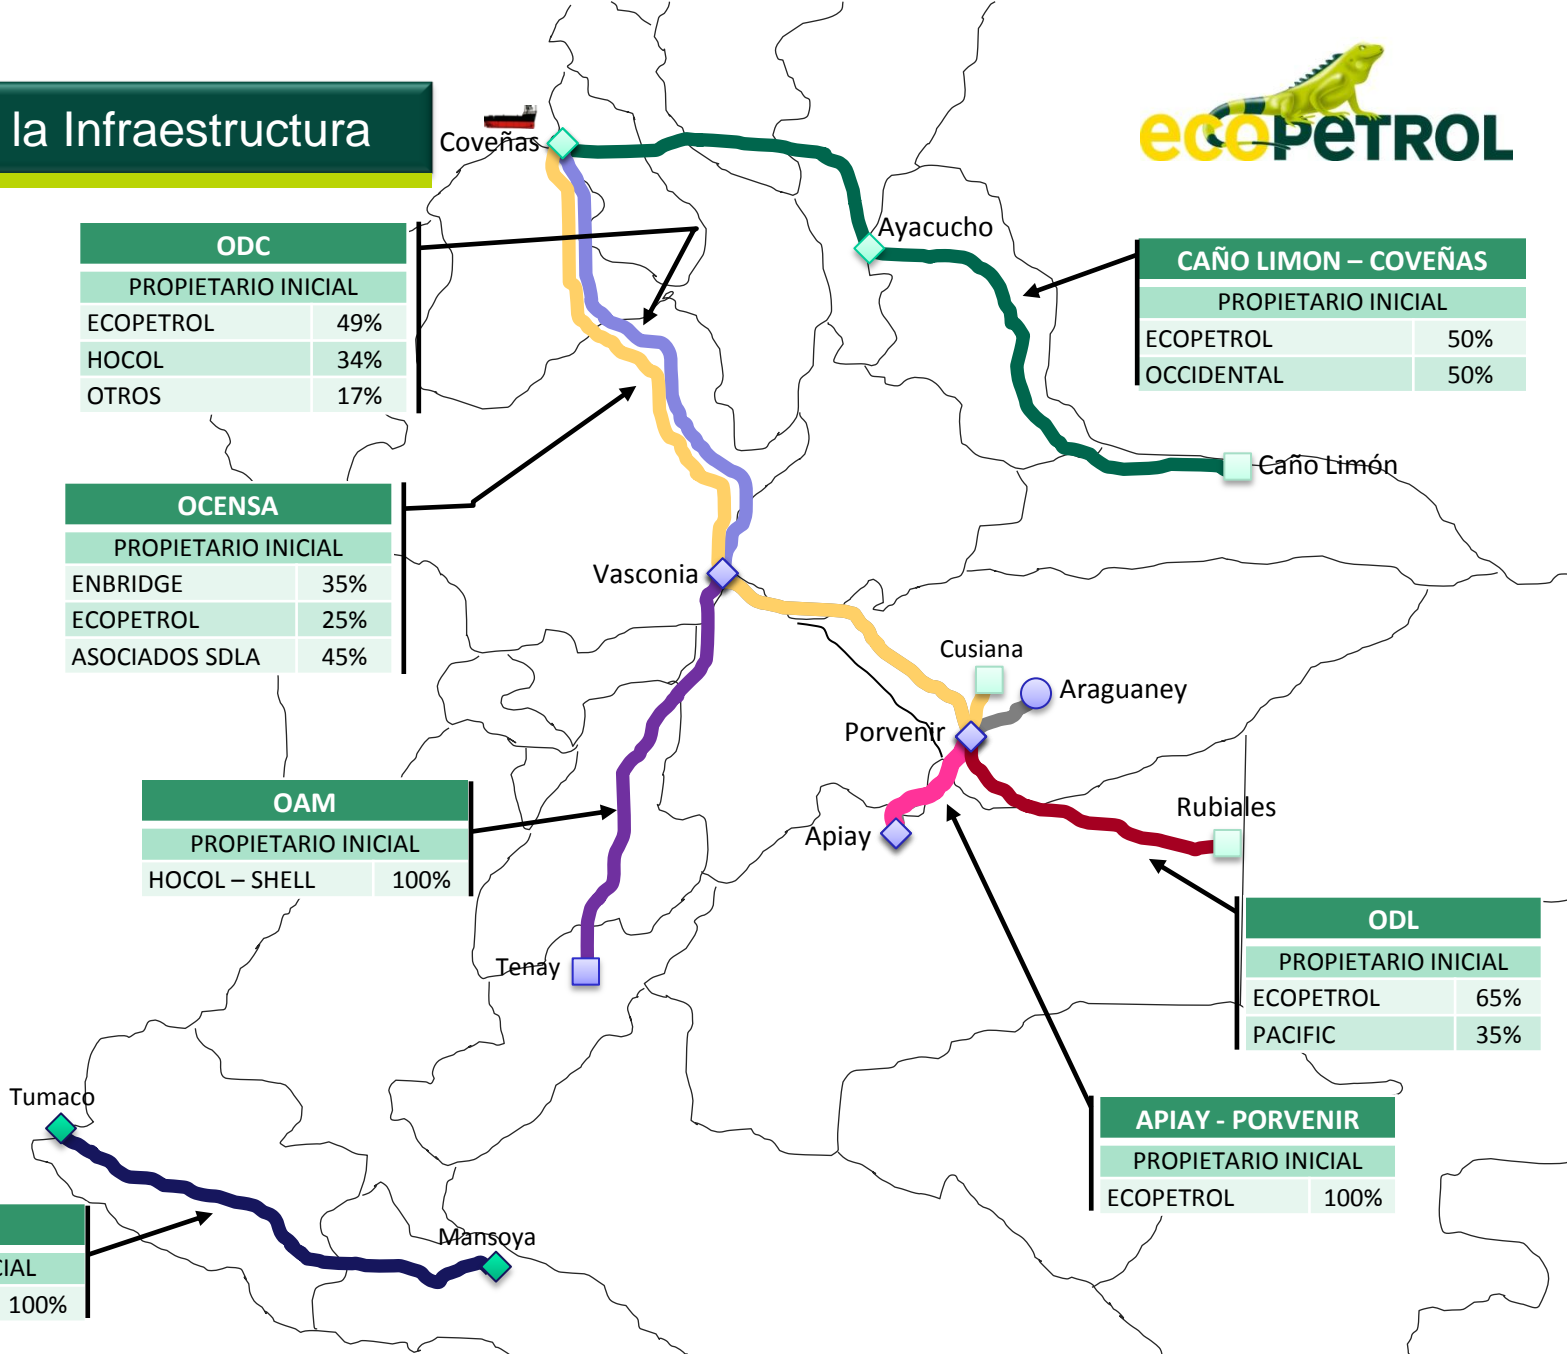 la Infraestructura
ecoPETROL
Coveñas
Ayacucho
ODC
PROPIETARIO INICIAL
ECOPETROL 49%
HOCOL 34%
OTROS 17%
CAÑO LIMON – COVEÑAS
PROPIETARIO INICIAL
ECOPETROL 50%
OCCIDENTAL 50%
Caño Limón
OCENSA
PROPIETARIO INICIAL
ENBRIDGE 35%
ECOPETROL 25%
ASOCIADOS SDLA 45%
Vasconia
Cusiana
Araguaney
Porvenir
OAM
PROPIETARIO INICIAL
HOCOL – SHELL 100%
Rubiales
Apiay
Tenay
ODL
PROPIETARIO INICIAL
ECOPETROL 65%
PACIFIC 35%
Tumaco
APIAY - PORVENIR
PROPIETARIO INICIAL
ECOPETROL 100%
Mansoya
CIAL
100%